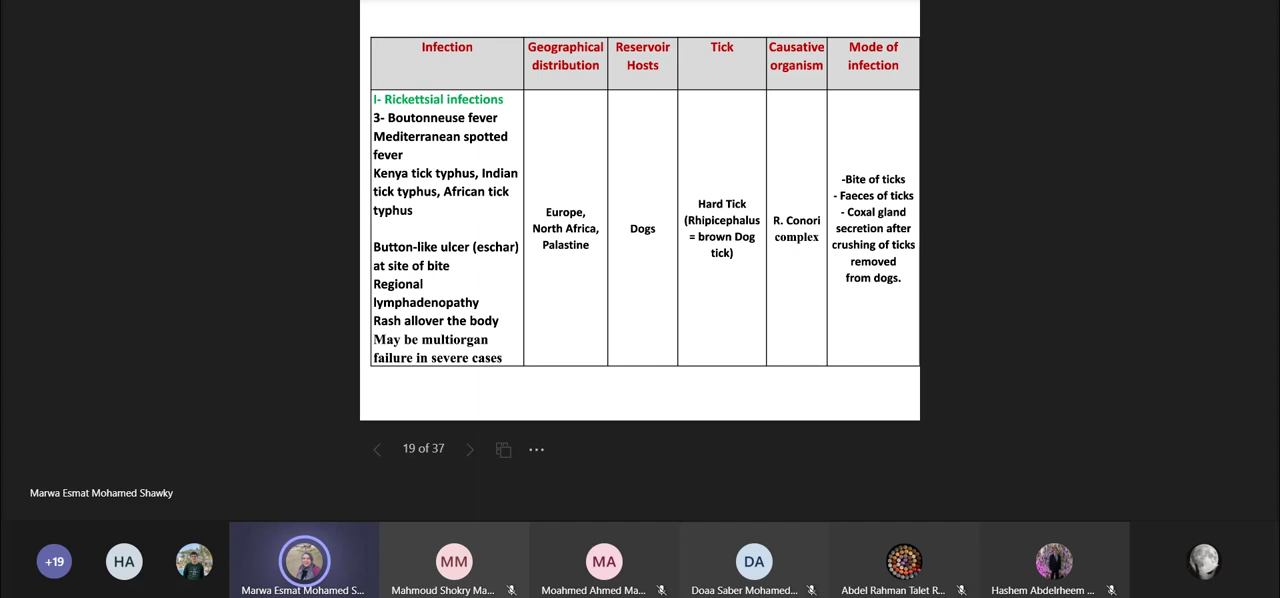 Infection
Geographical
distribution
Reservoir
Hosts
Tick
Causative
organism
Mode of
infection
I- Rickettsial infections
3- Boutonneuse fever
Mediterranean spotted
fever
Kenya tick typhus, Indian
tick typhus, African tick
typhus
Button-like ulcer (eschar)
at site of bite
Regional
lymphadenopathy
Rash allover the body
May be multiorgan
failure in severe cases
Europe,
North Africa,
Palastine
Dogs
Hard Tick
(Rhipicephalus
= brown Dog
tick)
R. Conori
complex
-Bite of ticks
- Faeces of ticks
- Coxal gland
secretion after
crushing of ticks
removed
from dogs.
19 of 37
Marwa Esmat Mohamed Shawky
+19
HA
MM
MA
DA
Marwa Esmat Mohamed S...
Mahmoud Shokry Ma...
Moahmed Ahmed Ma...
Doaa Saber Mohamed...
Abdel Rahman Talet R...
Hashem Abdelrheem ...